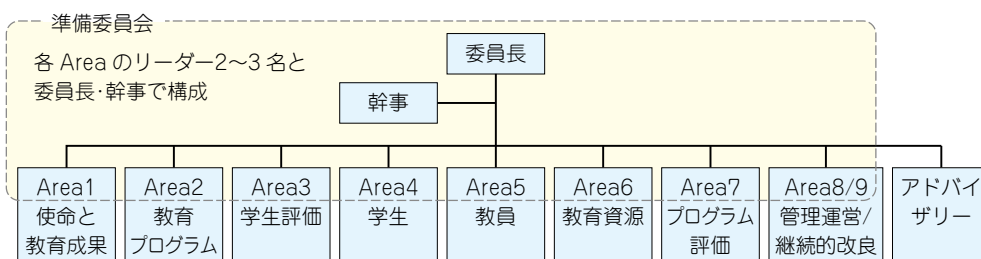 準備委員会
各 Area のリーダー2〜3 名と
委員長・幹事で構成
委員長
幹事
Area1
使命と
教育成果
Area2
教育
プログラム
Area3
学生評価
Area4
学生
Area5
教員
Area6
教育資源
Area7
プログラム
評価
Area8/9
管理運営/
継続的改良
アドバイ
ザリー